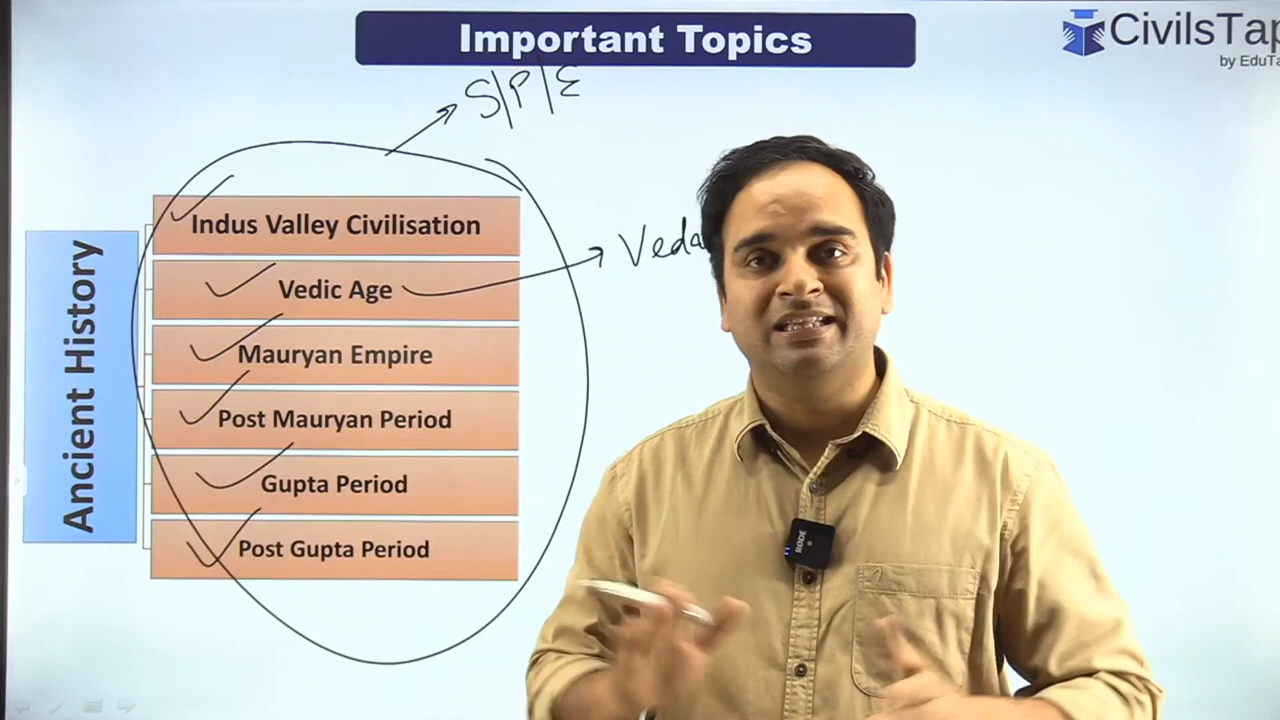 Important Topics
CivilsTap
by EduTa
S/P/E
Indus Valley Civilisation
Veda
Vedic Age
Mauryan Empire
Post Mauryan Period
Gupta Period
Post Gupta Period
Ancient History
RODE